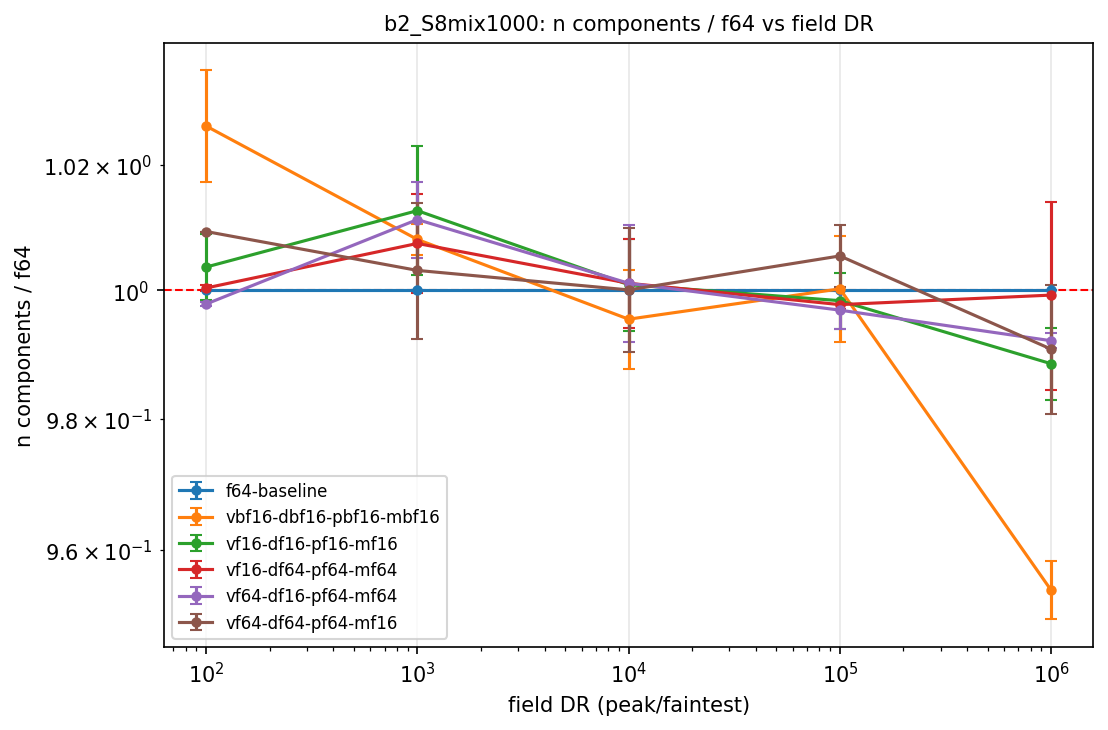 b2_S8mix1000: n components / f64 vs field DR
n components / f64
1.02 × 10⁰
10⁰
9.8 × 10⁻¹
9.6 × 10⁻¹
f64-baseline
vbf16-dbf16-pbf16-mbf16
vf16-df16-pf16-mf16
vf16-df64-pf64-mf64
vf64-df16-pf64-mf64
vf64-df64-pf64-mf16
10² 10³ 10⁴ 10⁵ 10⁶
field DR (peak/faintest)